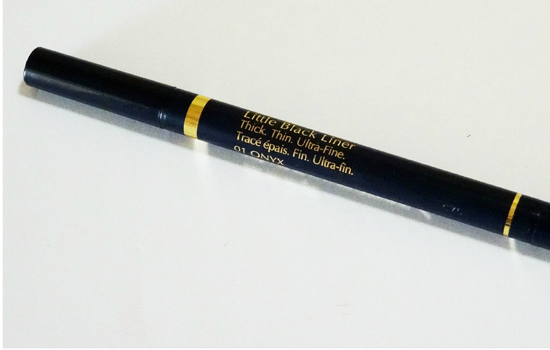 Little Black Liner
Thick. Thin. Ultra-Fine.
Tracé épais. Fin. Ultra-fin.
01 ONYX